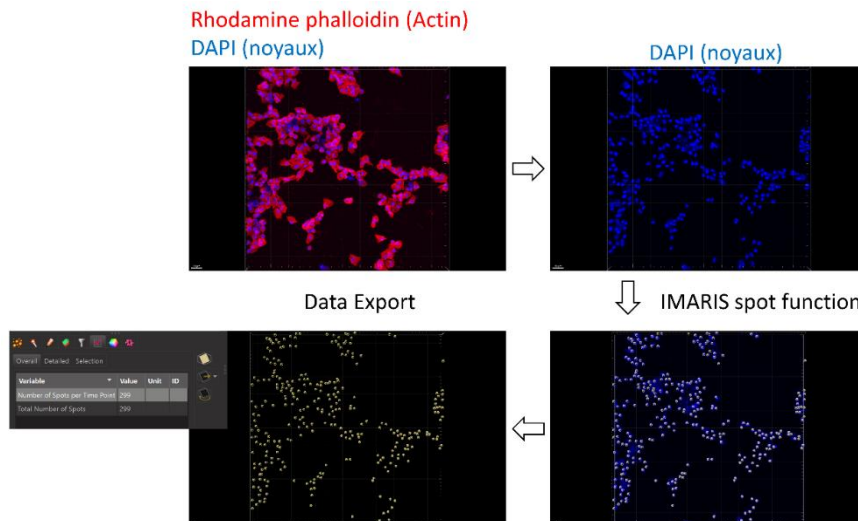 Rhodamine phalloidin (Actin)
DAPI (noyaux)
DAPI (noyaux)
Data Export
IMARIS spot function
Overall Detailed Selection
Variable Value Unit ID
Number of Spots per Time Point 299
Total Number of Spots 299